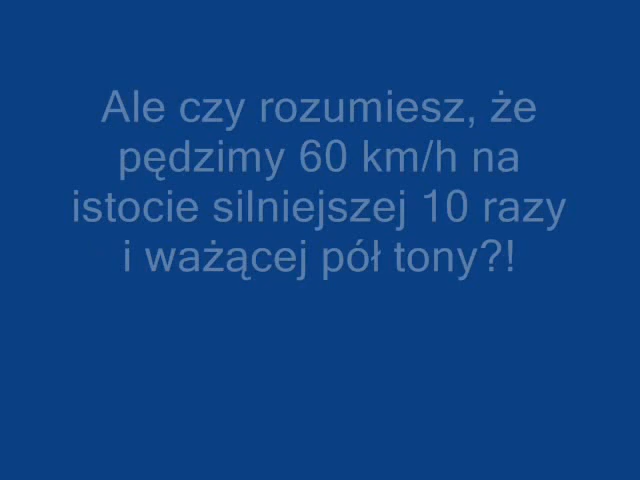 Ale czy rozumiesz, że
pędzimy 60 km/h na
istocie silniejszej 10 razy
i ważącej pół tony?!